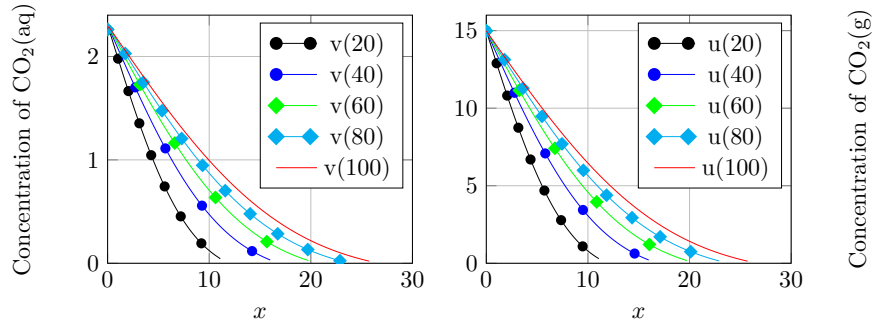 Concentration of CO₂(aq)
2
1
0
0
10
20
30
x
v(20)
v(40)
v(60)
v(80)
v(100)
15
10
5
0
0
10
20
30
x
u(20)
u(40)
u(60)
u(80)
u(100)
Concentration of CO₂(g)